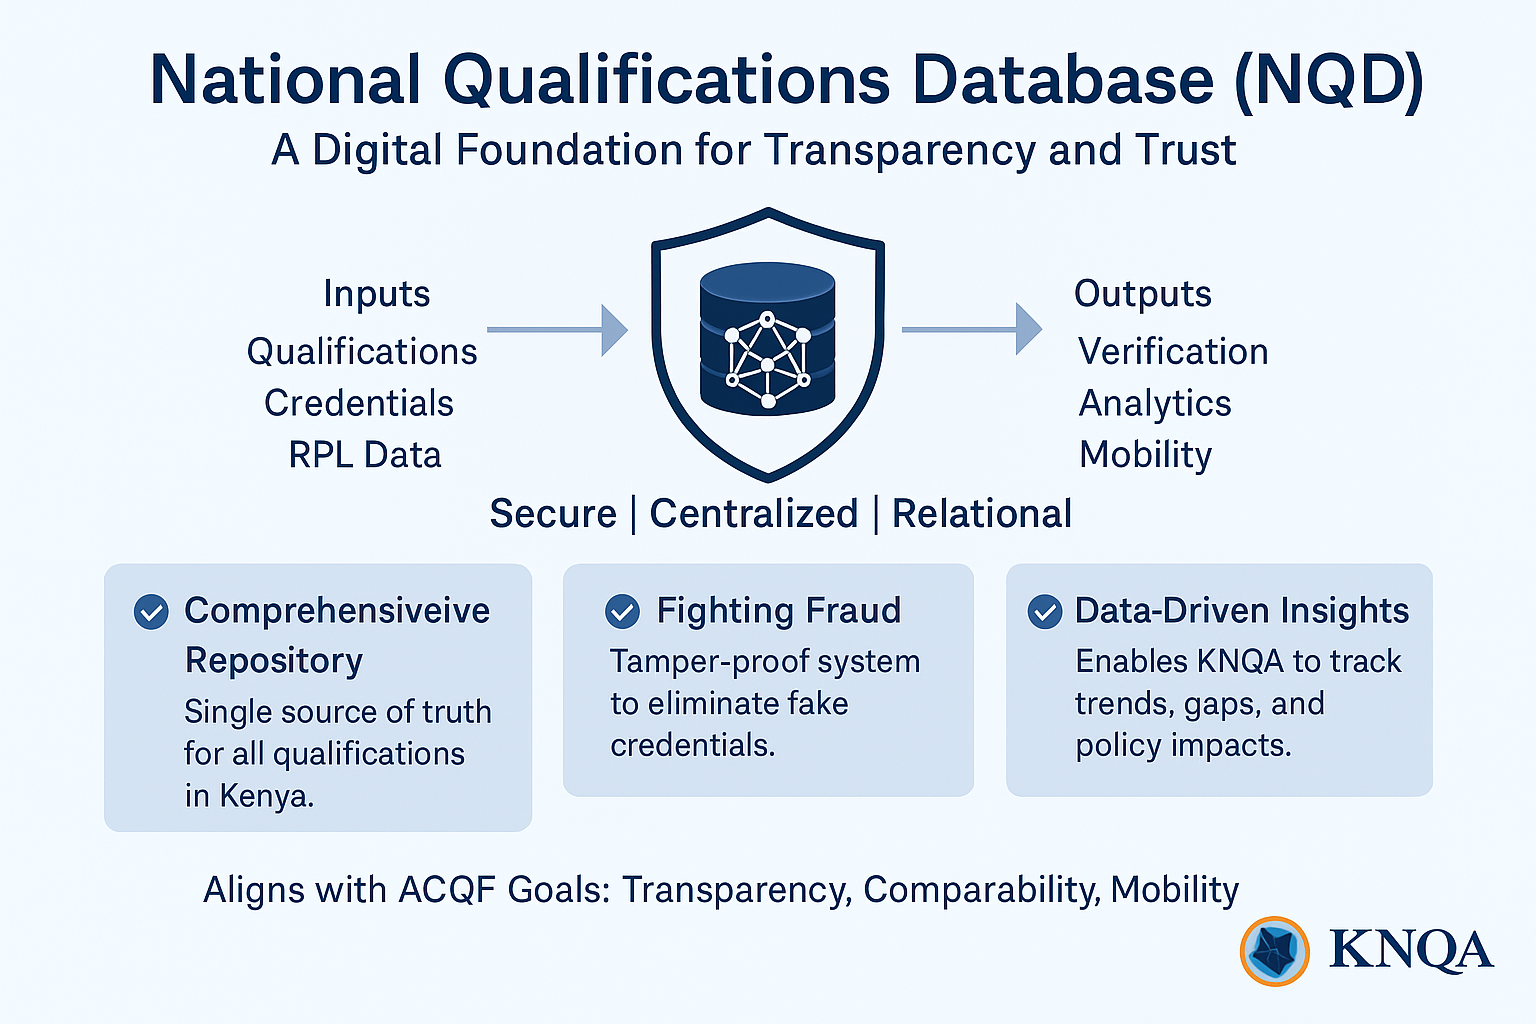 National Qualifications Database (NQD)
A Digital Foundation for Transparency and Trust
Inputs
Qualifications
Credentials
RPL Data
Outputs
Verification
Analytics
Mobility
Secure | Centralized | Relational
Comprehensiveive
Repository
Single source of truth
for all qualifications
in Kenya.
Fighting Fraud
Tamper-proof system
to eliminate fake
credentials.
Data-Driven Insights
Enables KNQA to track
trends, gaps, and
policy impacts.
Aligns with ACQF Goals: Transparency, Comparability, Mobility
KNQA